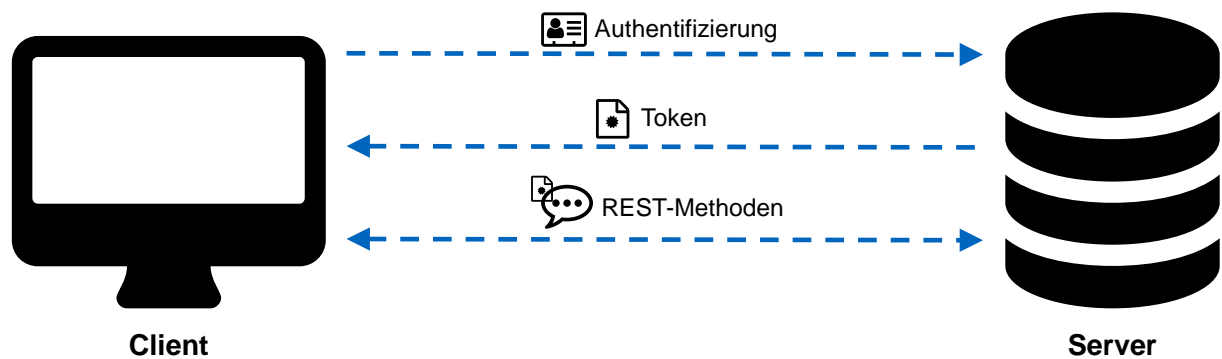 Authentifizierung
Token
REST-Methoden
Client
Server